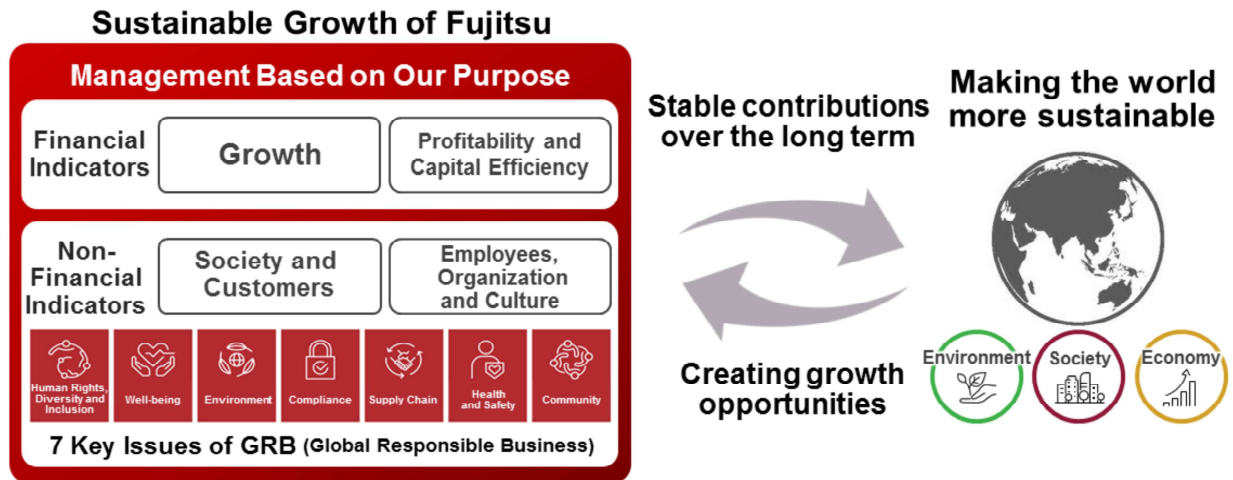 Sustainable Growth of Fujitsu
Management Based on Our Purpose
Financial
Indicators
Growth
Profitability and
Capital Efficiency
Non-
Financial
Indicators
Society and
Customers
Employees,
Organization
and Culture
Human Rights,
Diversity and
Inclusion
Well-being
Environment
Compliance
Supply Chain
Health
and Safety
Community
7 Key Issues of GRB (Global Responsible Business)
Stable contributions
over the long term
Creating growth
opportunities
Making the world
more sustainable
Environment
Society
Economy